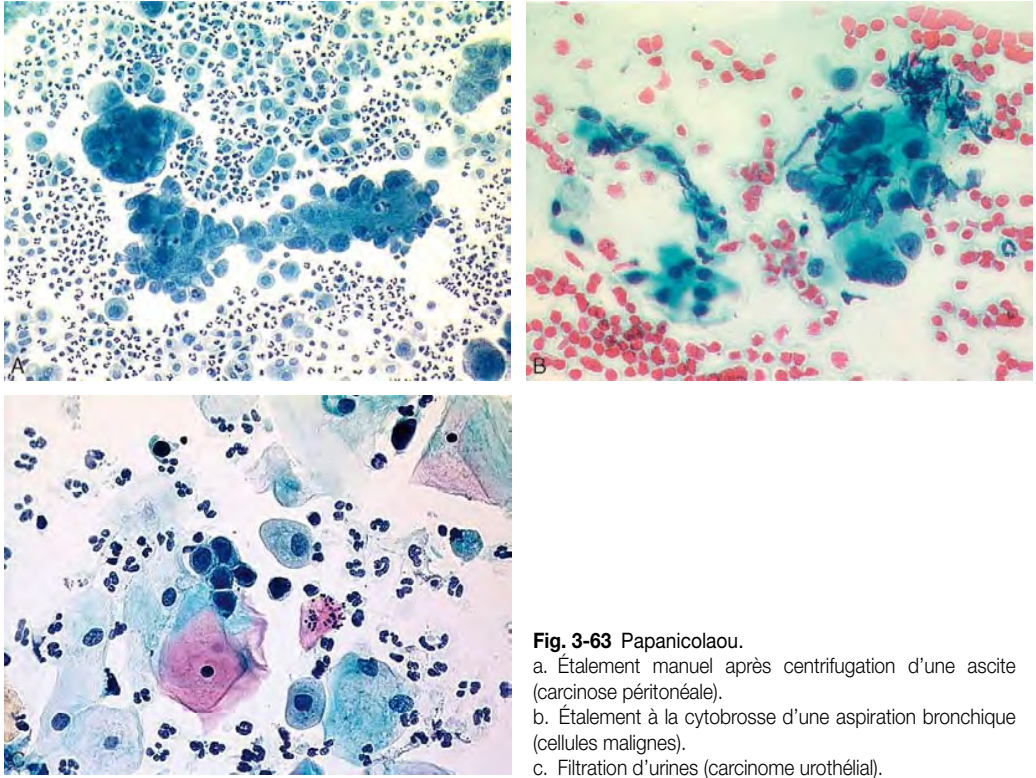 A
B
C
Fig. 3-63 Papanicolaou.
a. Étalement manuel après centrifugation d'une ascite
(carcinose péritonéale).
b. Étalement à la cytobrosse d'une aspiration bronchique
(cellules malignes).
c. Filtration d'urines (carcinome urothélial).